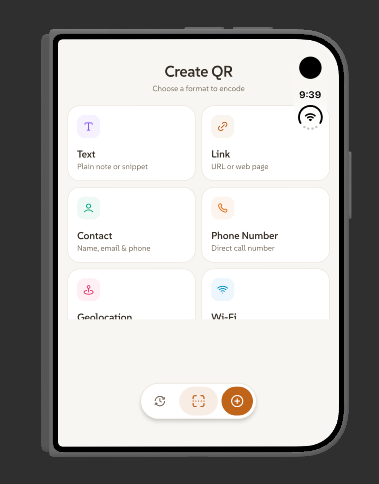 Create QR
Choose a format to encode
9:39
T
Text
Plain note or snippet
Link
URL or web page
Contact
Name, email & phone
Phone Number
Direct call number
Geolocation
Wi-Fi